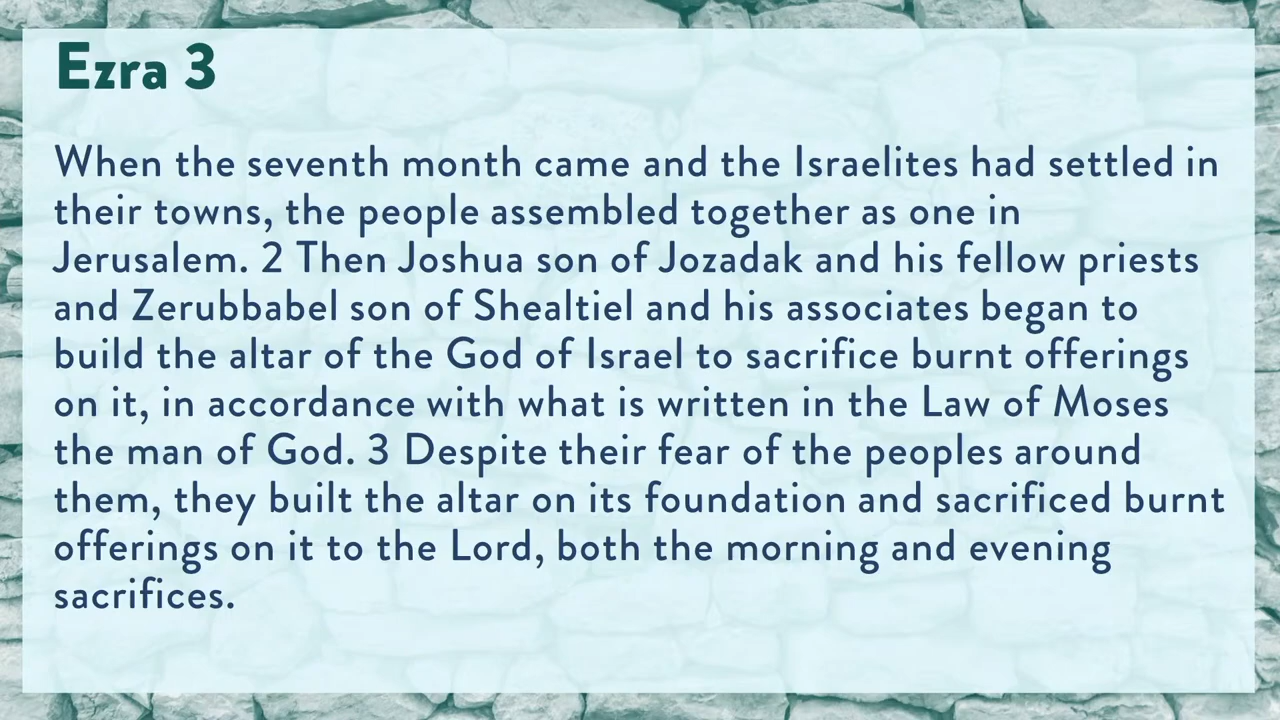 Ezra 3
When the seventh month came and the Israelites had settled in
their towns, the people assembled together as one in
Jerusalem. 2 Then Joshua son of Jozadak and his fellow priests
and Zerubbabel son of Shealtiel and his associates began to
build the altar of the God of Israel to sacrifice burnt offerings
on it, in accordance with what is written in the Law of Moses
the man of God. 3 Despite their fear of the peoples around
them, they built the altar on its foundation and sacrificed burnt
offerings on it to the Lord, both the morning and evening
sacrifices.